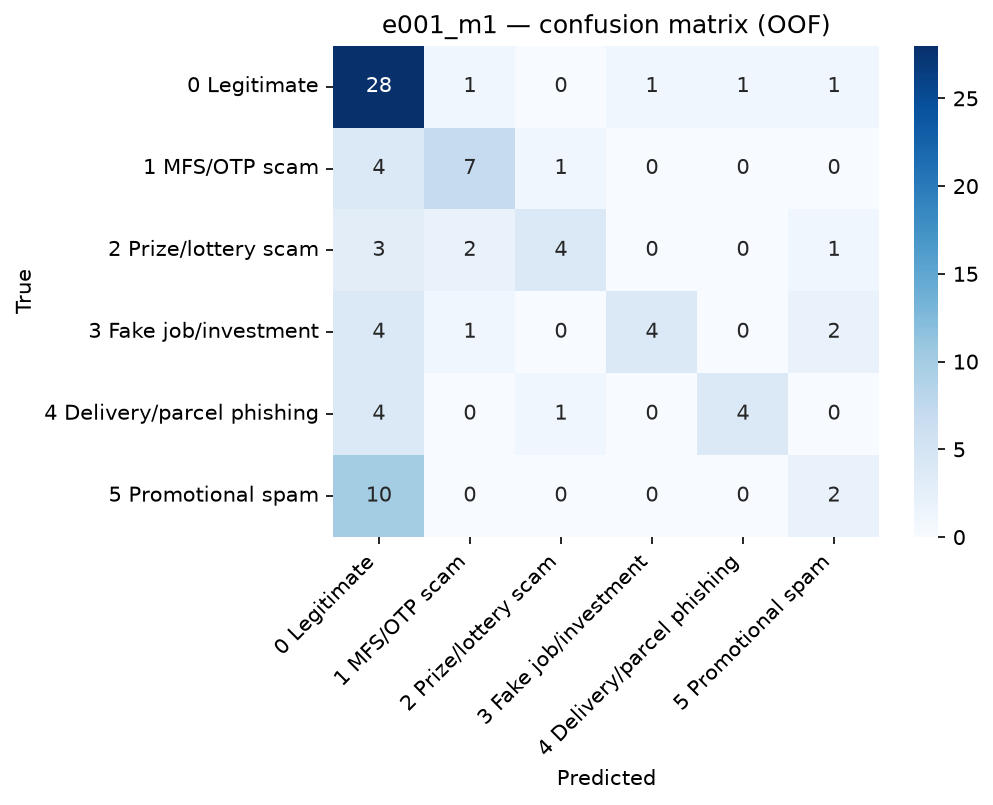 e001_m1 — confusion matrix (OOF)
True
0 Legitimate 28 1 0 1 1 1
1 MFS/OTP scam 4 7 1 0 0 0
2 Prize/lottery scam 3 2 4 0 0 1
3 Fake job/investment 4 1 0 4 0 2
4 Delivery/parcel phishing 4 0 1 0 4 0
5 Promotional spam 10 0 0 0 0 2
0 Legitimate
1 MFS/OTP scam
2 Prize/lottery scam
3 Fake job/investment
4 Delivery/parcel phishing
5 Promotional spam
Predicted
25
20
15
10
5
0